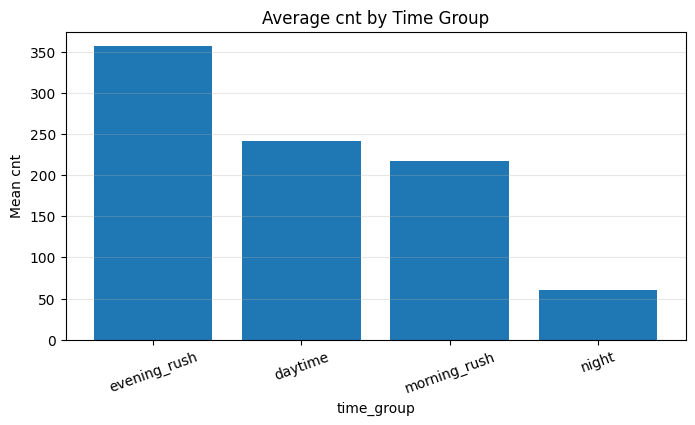 Average cnt by Time Group
Mean cnt
350
300
250
200
150
100
50
0
evening_rush
daytime
morning_rush
night
time_group